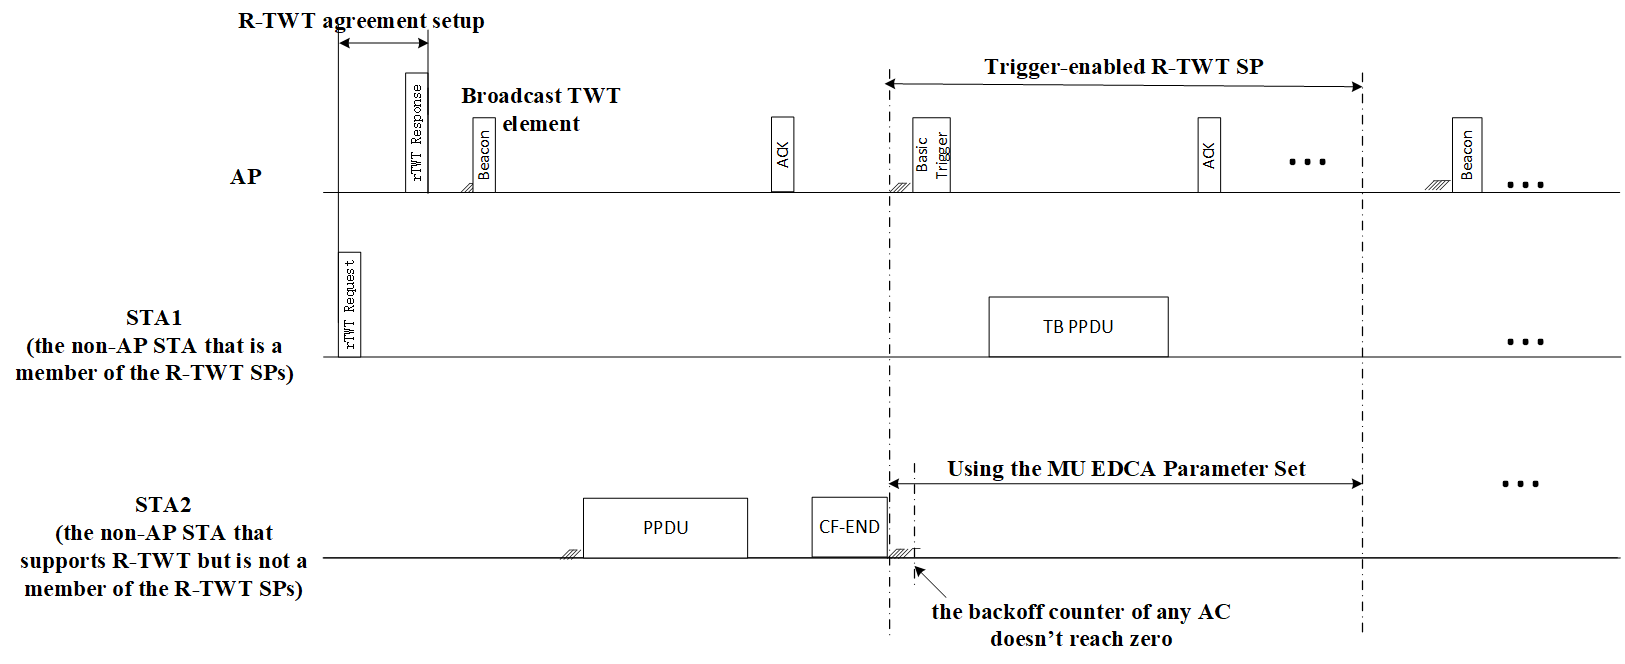 R-TWT agreement setup
rTWT Response
Broadcast TWT
element
Beacon
ACK
Trigger-enabled R-TWT SP
Basic
Trigger
ACK
Beacon
AP
rTWT Request
STA1
(the non-AP STA that is a
member of the R-TWT SPs)
TB PPDU
STA2
(the non-AP STA that
supports R-TWT but is not a
member of the R-TWT SPs)
PPDU
CF-END
Using the MU EDCA Parameter Set
the backoff counter of any AC
doesn’t reach zero